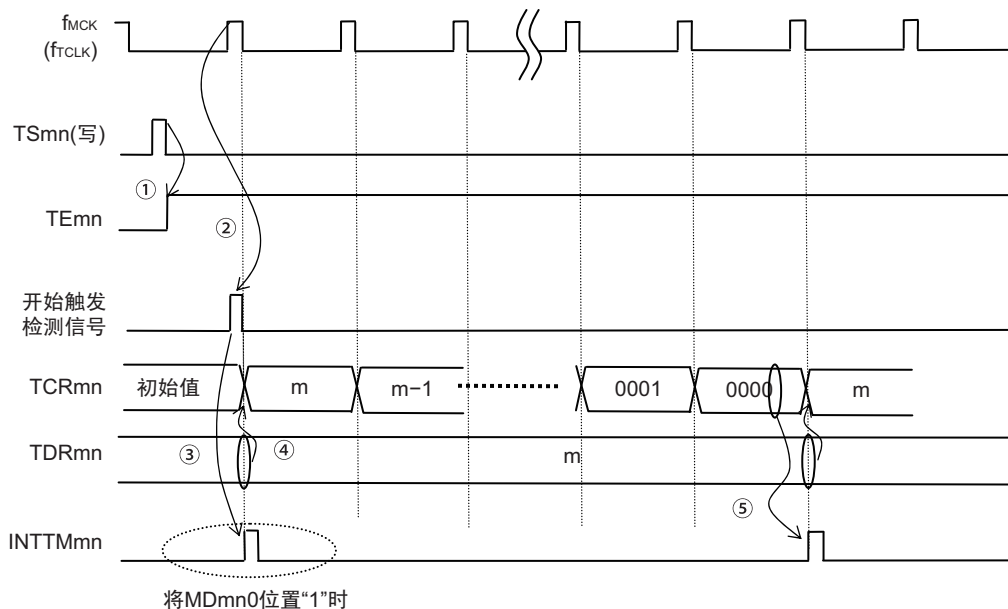 fMCK
(fTCLK)
TSmn(写)
①
TEmn
②
开始触发
检测信号
TCRmn
初始值
m
m−1
0001
0000
m
TDRmn
③
④
m
⑤
INTTMmn
将MDmn0位置“1”时